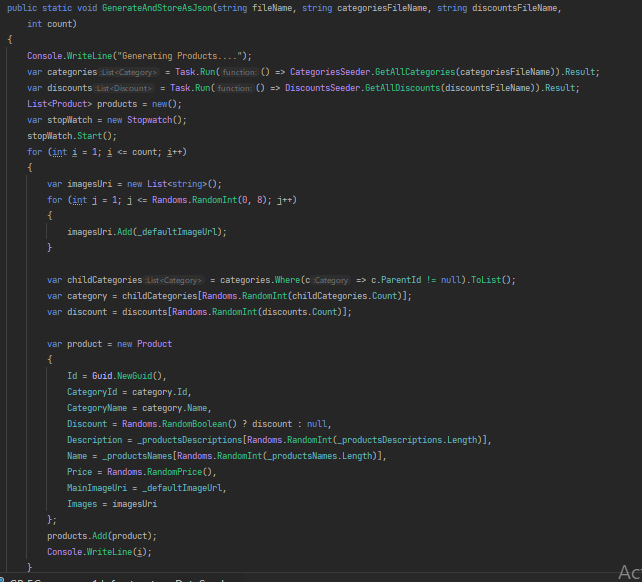 public static void GenerateAndStoreAsJson(string fileName, string categoriesFileName, string discountsFileName,
int count)
{
Console.WriteLine("Generating Products....");
var categories:List<Category> = Task.Run(function: () => CategoriesSeeder.GetAllCategories(categoriesFileName)).Result;
var discounts:List<Discount> = Task.Run(function: () => DiscountsSeeder.GetAllDiscounts(discountsFileName)).Result;
List<Product> products = new();
var stopWatch = new Stopwatch();
stopWatch.Start();
for (int i = 1; i <= count; i++)
{
var imagesUri = new List<string>();
for (int j = 1; j <= Randoms.RandomInt(0, 8); j++)
{
imagesUri.Add(_defaultImageUrl);
}
var childCategories:List<Category> = categories.Where(c:Category => c.ParentId != null).ToList();
var category = childCategories[Randoms.RandomInt(childCategories.Count)];
var discount = discounts[Randoms.RandomInt(discounts.Count)];
var product = new Product
{
Id = Guid.NewGuid(),
CategoryId = category.Id,
CategoryName = category.Name,
Discount = Randoms.RandomBoolean() ? discount : null,
Description = _productsDescriptions[Randoms.RandomInt(_productsDescriptions.Length)],
Name = _productsNames[Randoms.RandomInt(_productsNames.Length)],
Price = Randoms.RandomPrice(),
MainImageUri = _defaultImageUrl,
Images = imagesUri
};
products.Add(product);
Console.WriteLine(i);
}
Ac